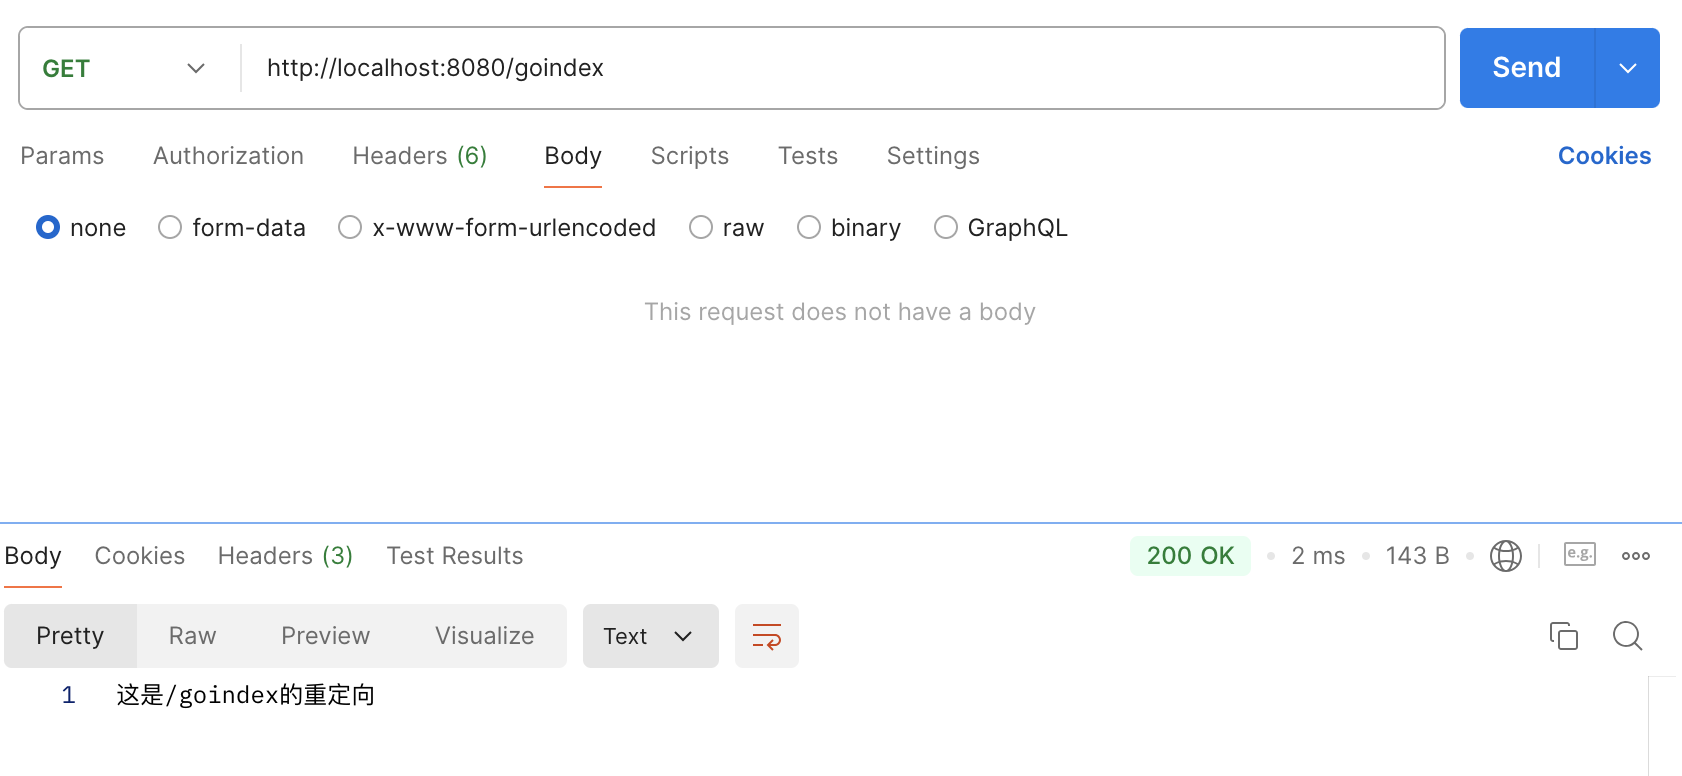 GET http://localhost:8080/goindex Send
Params Authorization Headers (6) Body Scripts Tests Settings Cookies
none form-data x-www-form-urlencoded raw binary GraphQL
This request does not have a body
Body Cookies Headers (3) Test Results 200 OK 2 ms 143 B e.g.
Pretty Raw Preview Visualize Text
1 这是/goindex的重定向